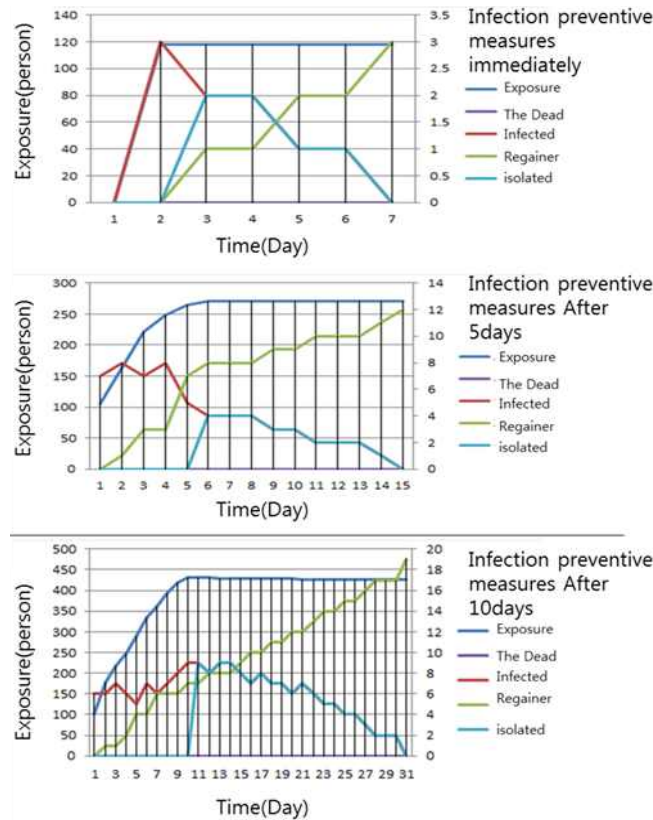 Infection preventive
measures
immediately
Exposure(person)
140
120
100
80
60
40
20
0
3.5
3
2.5
2
1.5
1
0.5
0
1 2 3 4 5 6 7
Time(Day)
Exposure
The Dead
Infected
Regainer
isolated
Infection preventive
measures After
5days
Exposure(person)
300
250
200
150
100
50
0
14
12
10
8
6
4
2
0
1 2 3 4 5 6 7 8 9 10 11 12 13 14 15
Time(Day)
Exposure
The Dead
Infected
Regainer
isolated
Infection preventive
measures After
10days
Exposure(person)
500
450
400
350
300
250
200
150
100
50
0
20
18
16
14
12
10
8
6
4
2
0
1 3 5 7 9 11 13 15 17 19 21 23 25 27 29 31
Time(Day)
Exposure
The Dead
Infected
Regainer
isolated